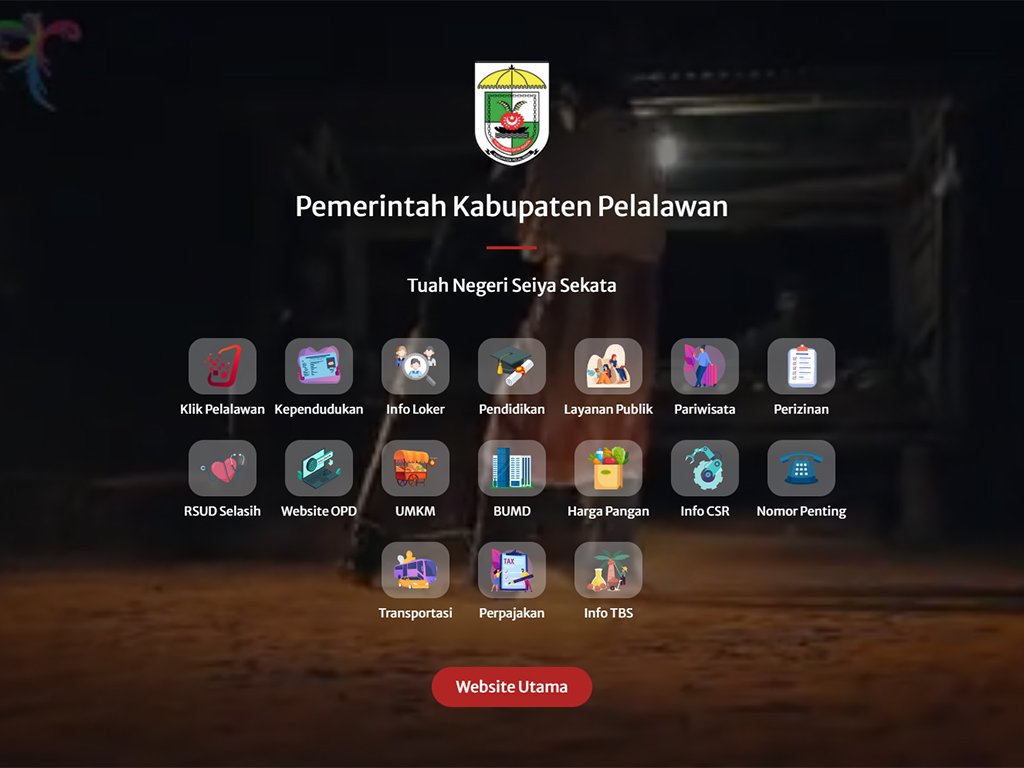 Pemerintah Kabupaten Pelalawan
Tuah Negeri Seiya Sekata
Klik Pelalawan
Kependudukan
Info Loker
Pendidikan
Layanan Publik
Pariwisata
Perizinan
RSUD Selasih
Website OPD
UMKM
BUMD
Harga Pangan
Info CSR
Nomor Penting
TAX
Transportasi
Perpajakan
Info TBS
Website Utama